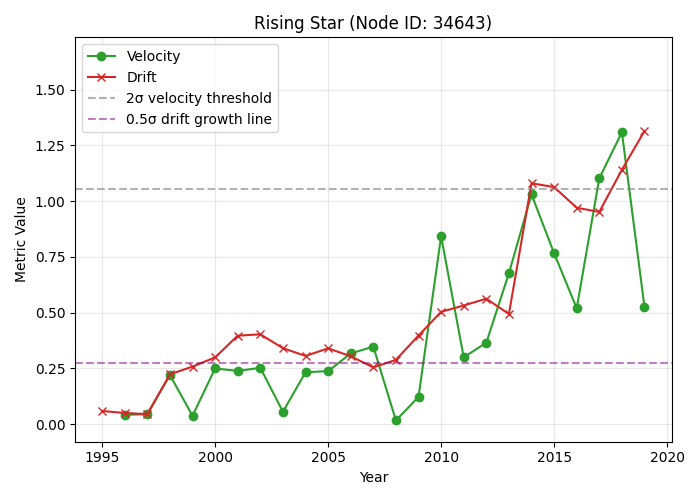 Rising Star (Node ID: 34643)
Velocity
Drift
2σ velocity threshold
0.5σ drift growth line
Metric Value
1.50
1.25
1.00
0.75
0.50
0.25
0.00
1995 2000 2005 2010 2015 2020
Year